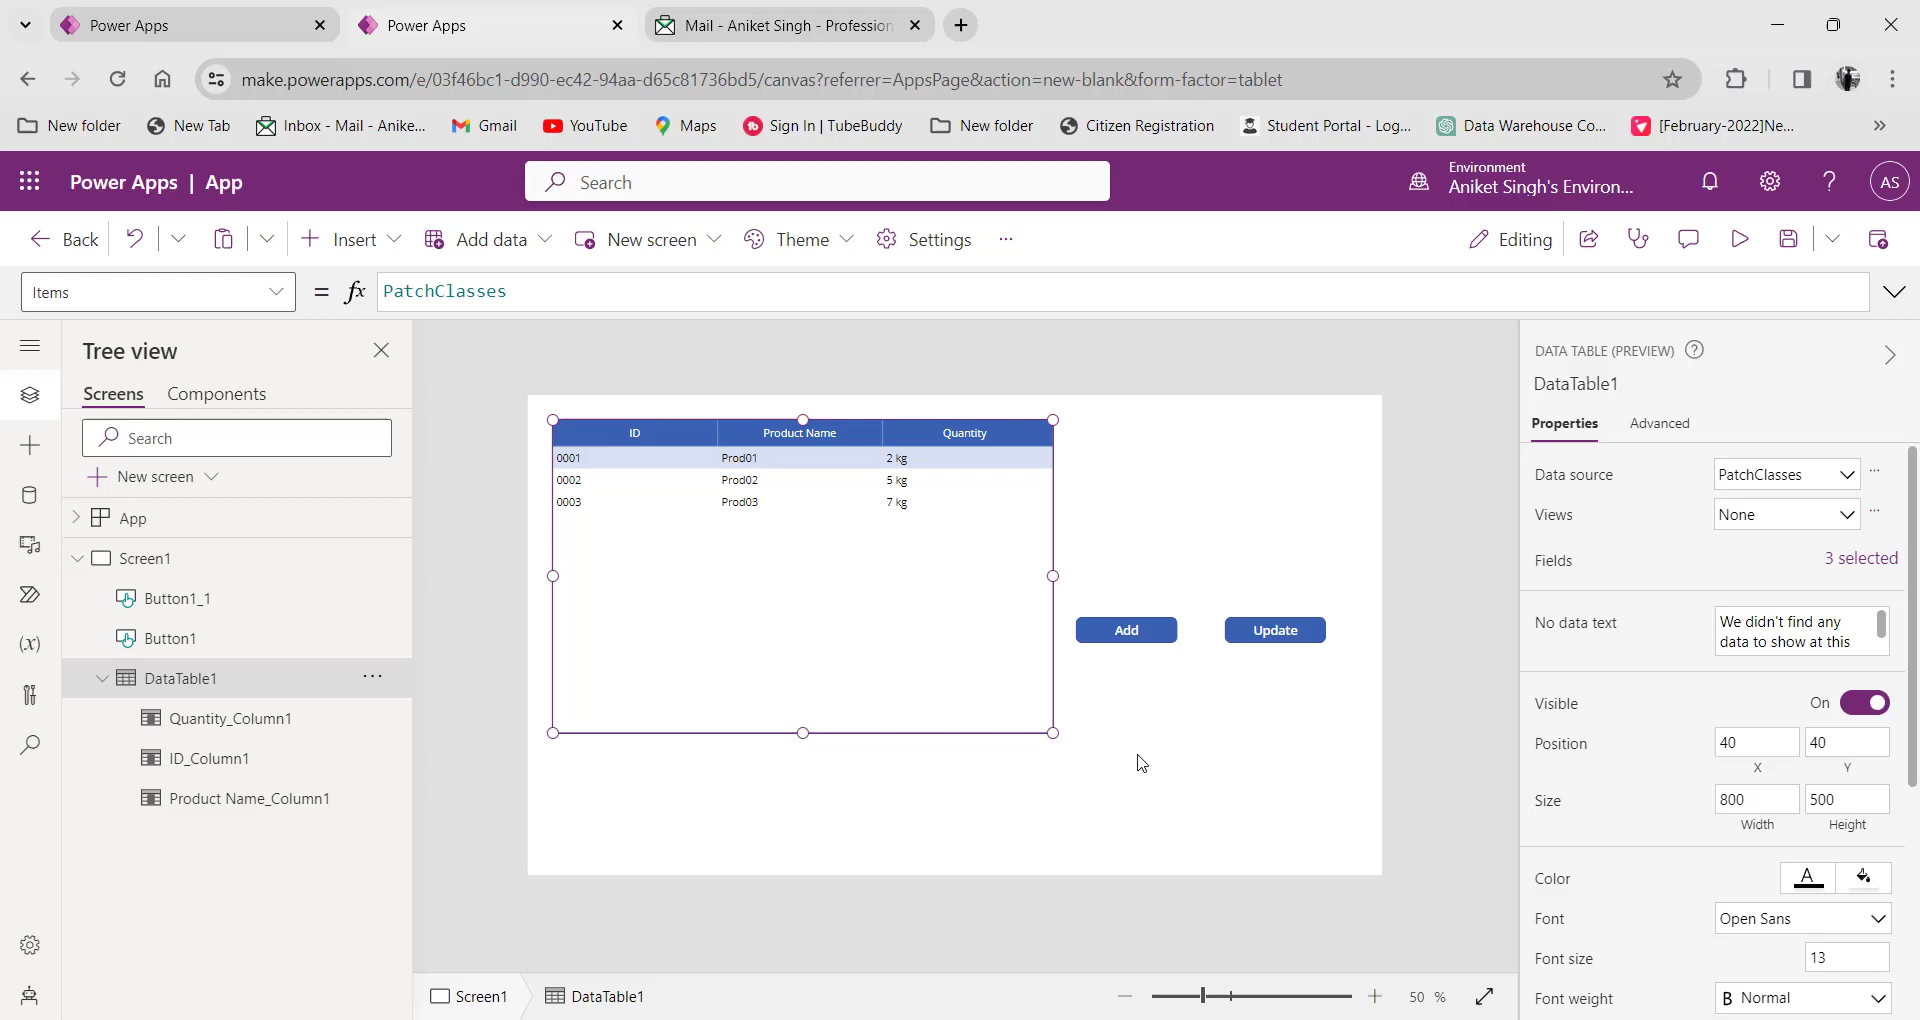 Power Apps
Power Apps
Mail - Aniket Singh - Profession
make.powerapps.com/e/03f46bc1-d990-ec42-94aa-d65c81736bd5/canvas?referrer=AppsPage&action=new-blank&form-factor=tablet
New folder
New Tab
Inbox - Mail - Anike...
Gmail
YouTube
Maps
Sign In | TubeBuddy
New folder
Citizen Registration
Student Portal - Log...
Data Warehouse Co...
[February-2022]Ne...
Power Apps | App
Search
Environment
Aniket Singh's Environ...
AS
Back
Insert
Add data
New screen
Theme
Settings
Editing
Items
= fx PatchClasses
Tree view
Screens
Components
Search
New screen
App
Screen1
Button1_1
Button1
DataTable1
Quantity_Column1
ID_Column1
Product Name_Column1
ID Product Name Quantity
0001 Prod01 2 kg
0002 Prod02 5 kg
0003 Prod03 7 kg
Add
Update
Screen1
DataTable1
50 %
DATA TABLE (PREVIEW)
DataTable1
Properties
Advanced
Data source PatchClasses
Views None
Fields 3 selected
No data text We didn't find any
data to show at this
Visible On
Position 40 40
X Y
Size 800 500
Width Height
Color A
Font Open Sans
Font size 13
Font weight B Normal